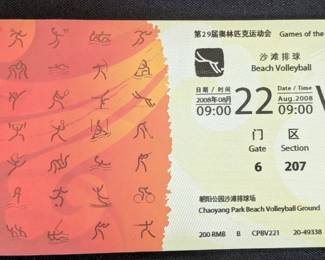 第29届奥林匹克运动会 Games of the
沙滩排球
Beach Volleyball
日期 / 时间 Date / Time
2008年08月 22 Aug.2008
09:00 09:00
门 区
Gate Section
6 207
朝阳公园沙滩排球场
Chaoyang Park Beach Volleyball Ground
200 RMB B CPBV221 20-49338